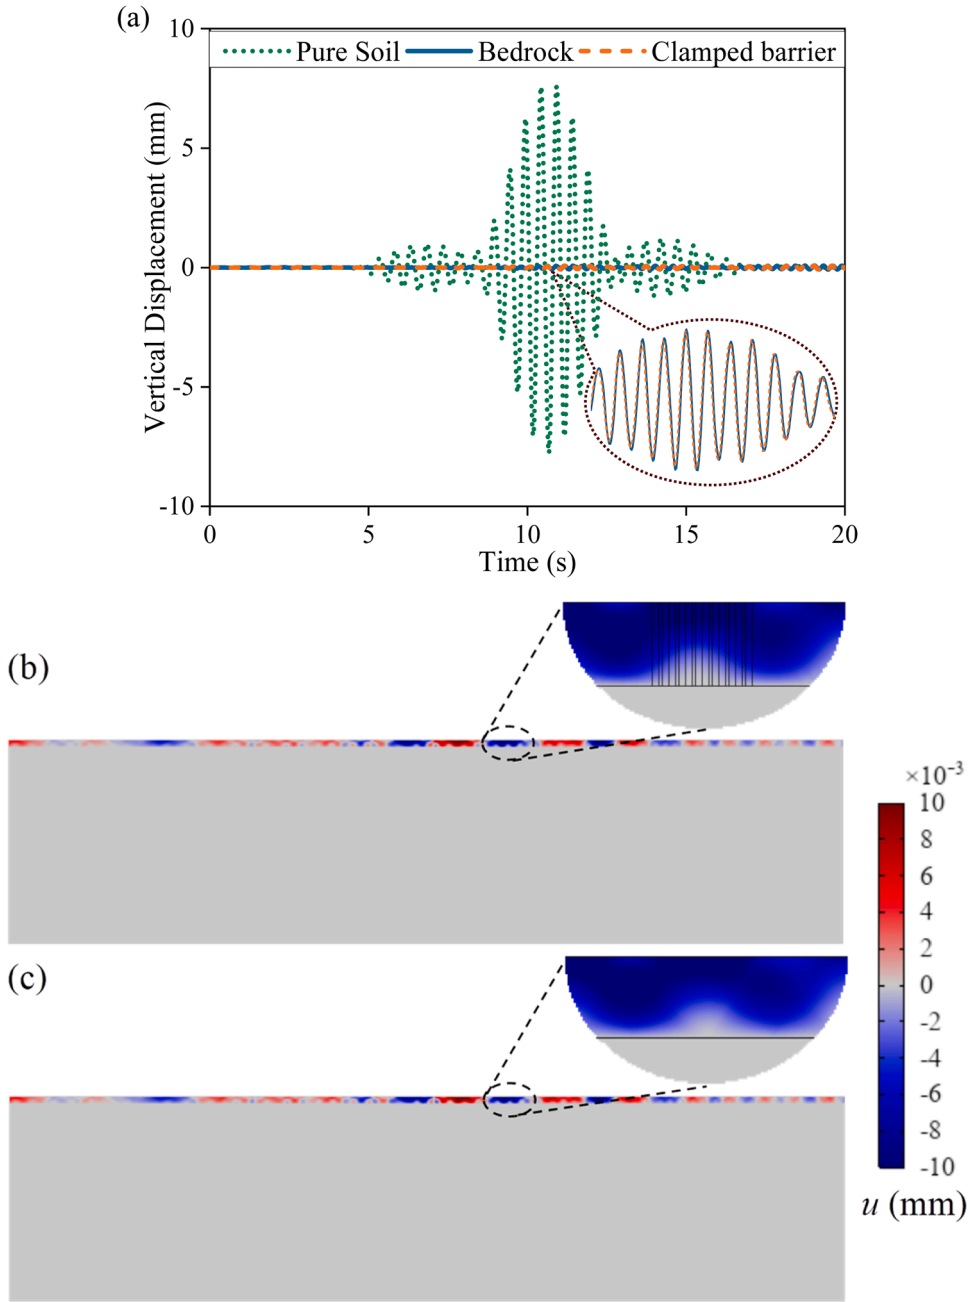 (a)
10
Pure Soil Bedrock Clamped barrier
5
0
-5
-10
Vertical Displacement (mm)
0 5 10 15 20
Time (s)
(b)
×10⁻³
10
8
6
4
2
0
-2
-4
-6
-8
-10
u (mm)
(c)